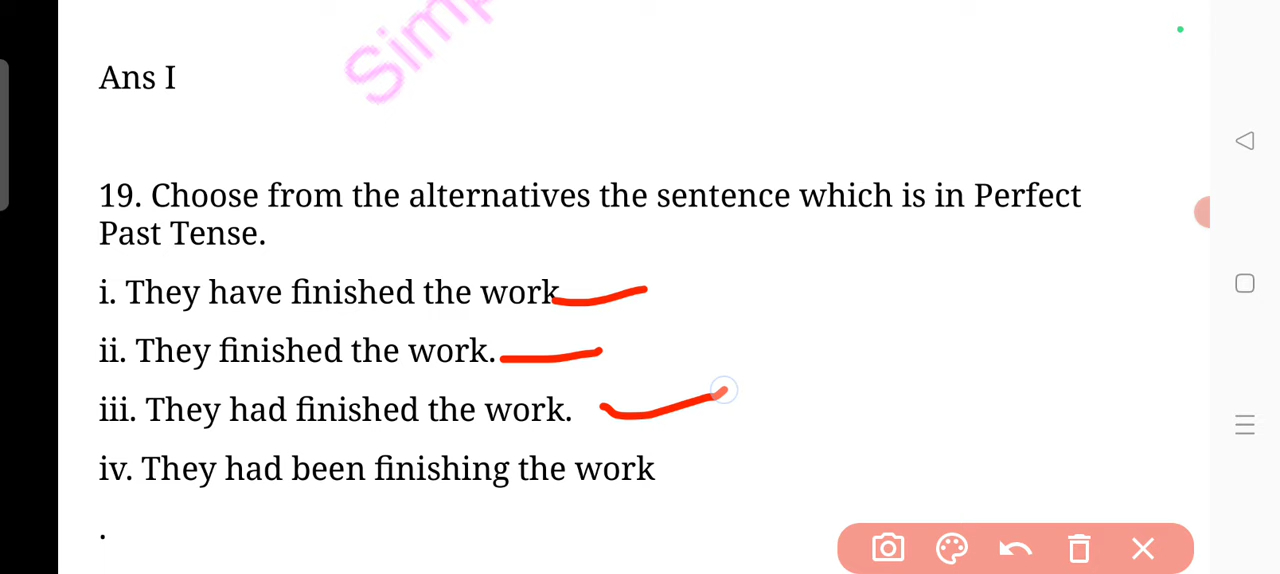 Simp
Ans I
19. Choose from the alternatives the sentence which is in Perfect
Past Tense.
i. They have finished the work
ii. They finished the work.
iii. They had finished the work.
iv. They had been finishing the work
.